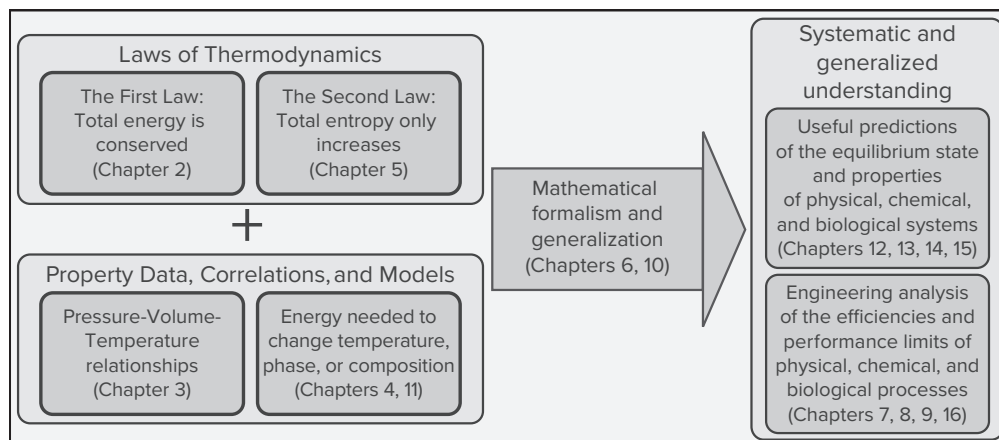 Laws of Thermodynamics
The First Law:
Total energy is
conserved
(Chapter 2)
The Second Law:
Total entropy only
increases
(Chapter 5)
+
Property Data, Correlations, and Models
Pressure-Volume-
Temperature
relationships
(Chapter 3)
Energy needed to
change temperature,
phase, or composition
(Chapters 4, 11)
Mathematical
formalism and
generalization
(Chapters 6, 10)
Systematic and
generalized
understanding
Useful predictions
of the equilibrium state
and properties
of physical, chemical,
and biological systems
(Chapters 12, 13, 14, 15)
Engineering analysis
of the efficiencies and
performance limits of
physical, chemical, and
biological processes
(Chapters 7, 8, 9, 16)